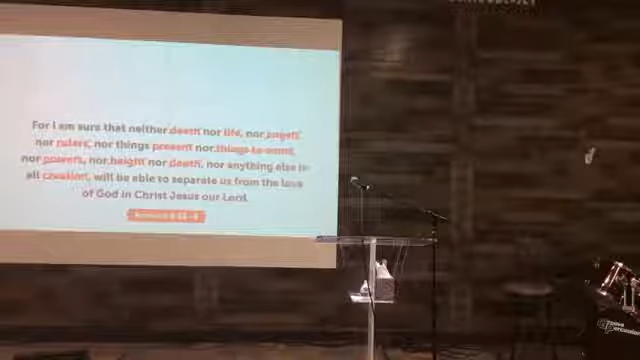 For I am sure that neither death nor life, nor angels
nor rulers, nor things present nor things to come,
nor powers, nor height nor death, nor anything else in
all creation, will be able to separate us from the love
of God in Christ Jesus our Lord.
Percussion